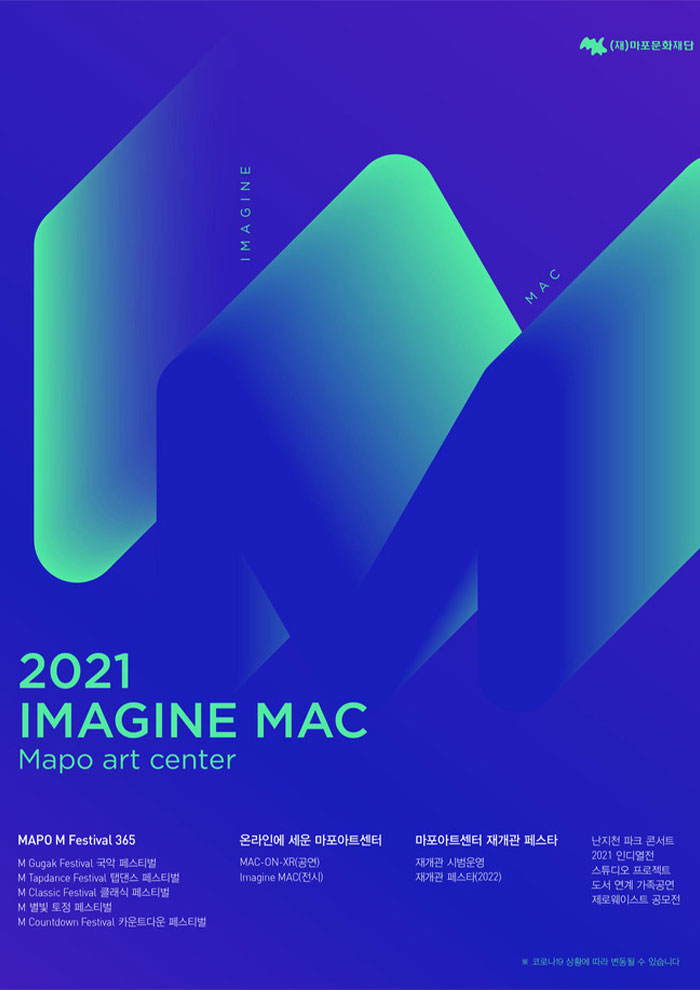 (재)마포문화재단
IMAGINE
MAC
2021
IMAGINE MAC
Mapo art center
MAPO M Festival 365
M Gugak Festival 국악 페스티벌
M Tapdance Festival 탭댄스 페스티벌
M Classic Festival 클래식 페스티벌
M 별빛 토정 페스티벌
M Countdown Festival 카운트다운 페스티벌
온라인에 세운 마포아트센터
MAC-ON-XR(공연)
Imagine MAC(전시)
마포아트센터 재개관 페스타
재개관 시범운영
재개관 페스타(2022)
난지천 파크 콘서트
2021 인디열전
스튜디오 프로젝트
도서 연계 가족공연
제로웨이스트 공모전
※ 코로나19 상황에 따라 변동될 수 있습니다